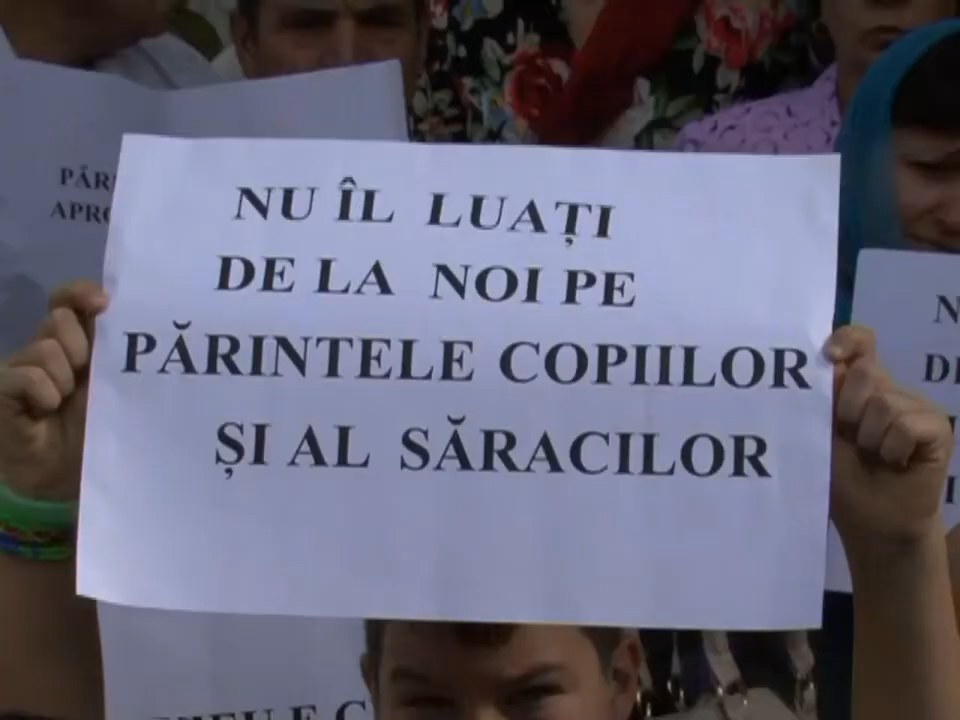 NU ÎL LUAȚI
DE LA NOI PE
PĂRINTELE COPIILOR
ȘI AL SĂRACILOR